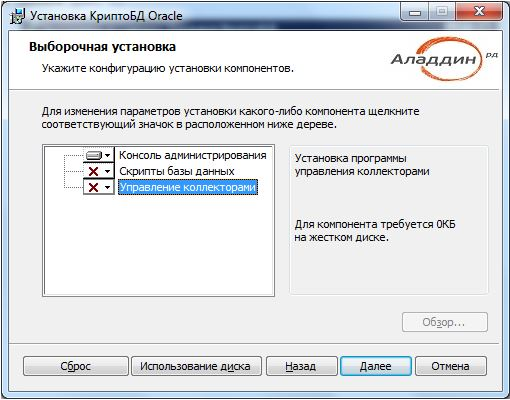 Установка КриптоБД Oracle
Выборочная установка
Укажите конфигурацию установки компонентов.
Аладдин РД
Для изменения параметров установки какого-либо компонента щелкните
соответствующий значок в расположенном ниже дереве.
Консоль администрирования
Скрипты базы данных
Управление коллекторами
Установка программы
управления коллекторами
Для компонента требуется 0КБ
на жестком диске.
Обзор...
Сброс
Использование диска
Назад
Далее
Отмена